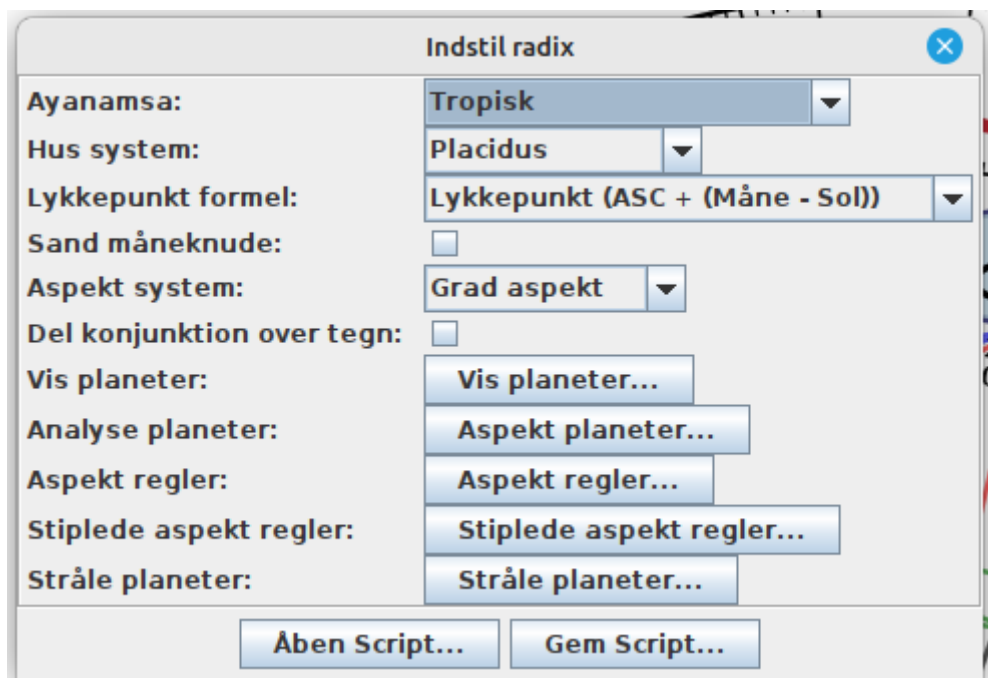 Indstil radix
Ayanamsa: Tropisk
Hus system: Placidus
Lykkepunkt formel: Lykkepunkt (ASC + (Måne - Sol))
Sand måneknude:
Aspekt system: Grad aspekt
Del konjunktion over tegn:
Vis planeter: Vis planeter...
Analyse planeter: Aspekt planeter...
Aspekt regler: Aspekt regler...
Stiplede aspekt regler: Stiplede aspekt regler...
Stråle planeter: Stråle planeter...
Åben Script... Gem Script...